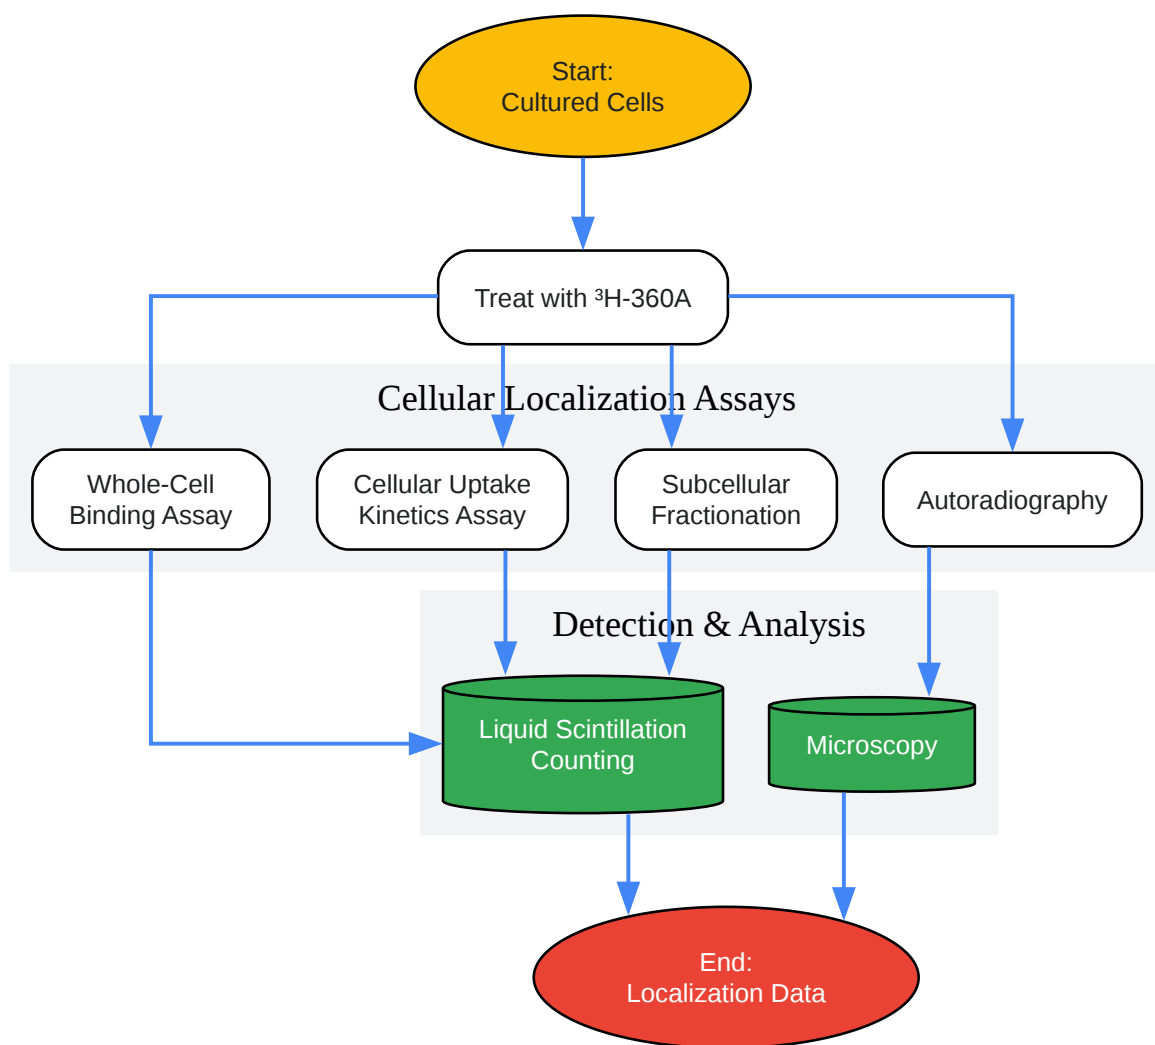 Start:
Cultured Cells
Treat with ³H-360A
Cellular Localization Assays
Whole-Cell
Binding Assay
Cellular Uptake
Kinetics Assay
Subcellular
Fractionation
Autoradiography
Detection & Analysis
Liquid Scintillation
Counting
Microscopy
End:
Localization Data